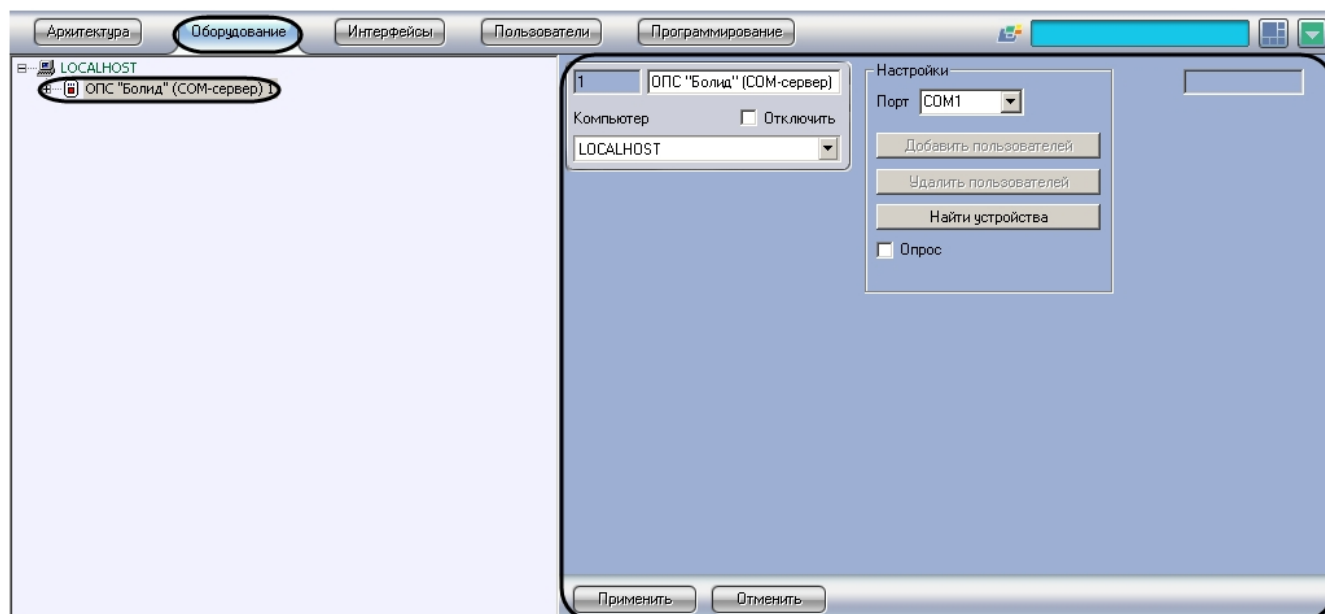 Архитектура
Оборудование
Интерфейсы
Пользователи
Программирование
LOCALHOST
ОПС "Болид" (COM-сервер) 1
1
ОПС "Болид" (COM-сервер)
Компьютер
Отключить
LOCALHOST
Настройки
Порт COM1
Добавить пользователей
Удалить пользователей
Найти устройства
Опрос
Применить
Отменить